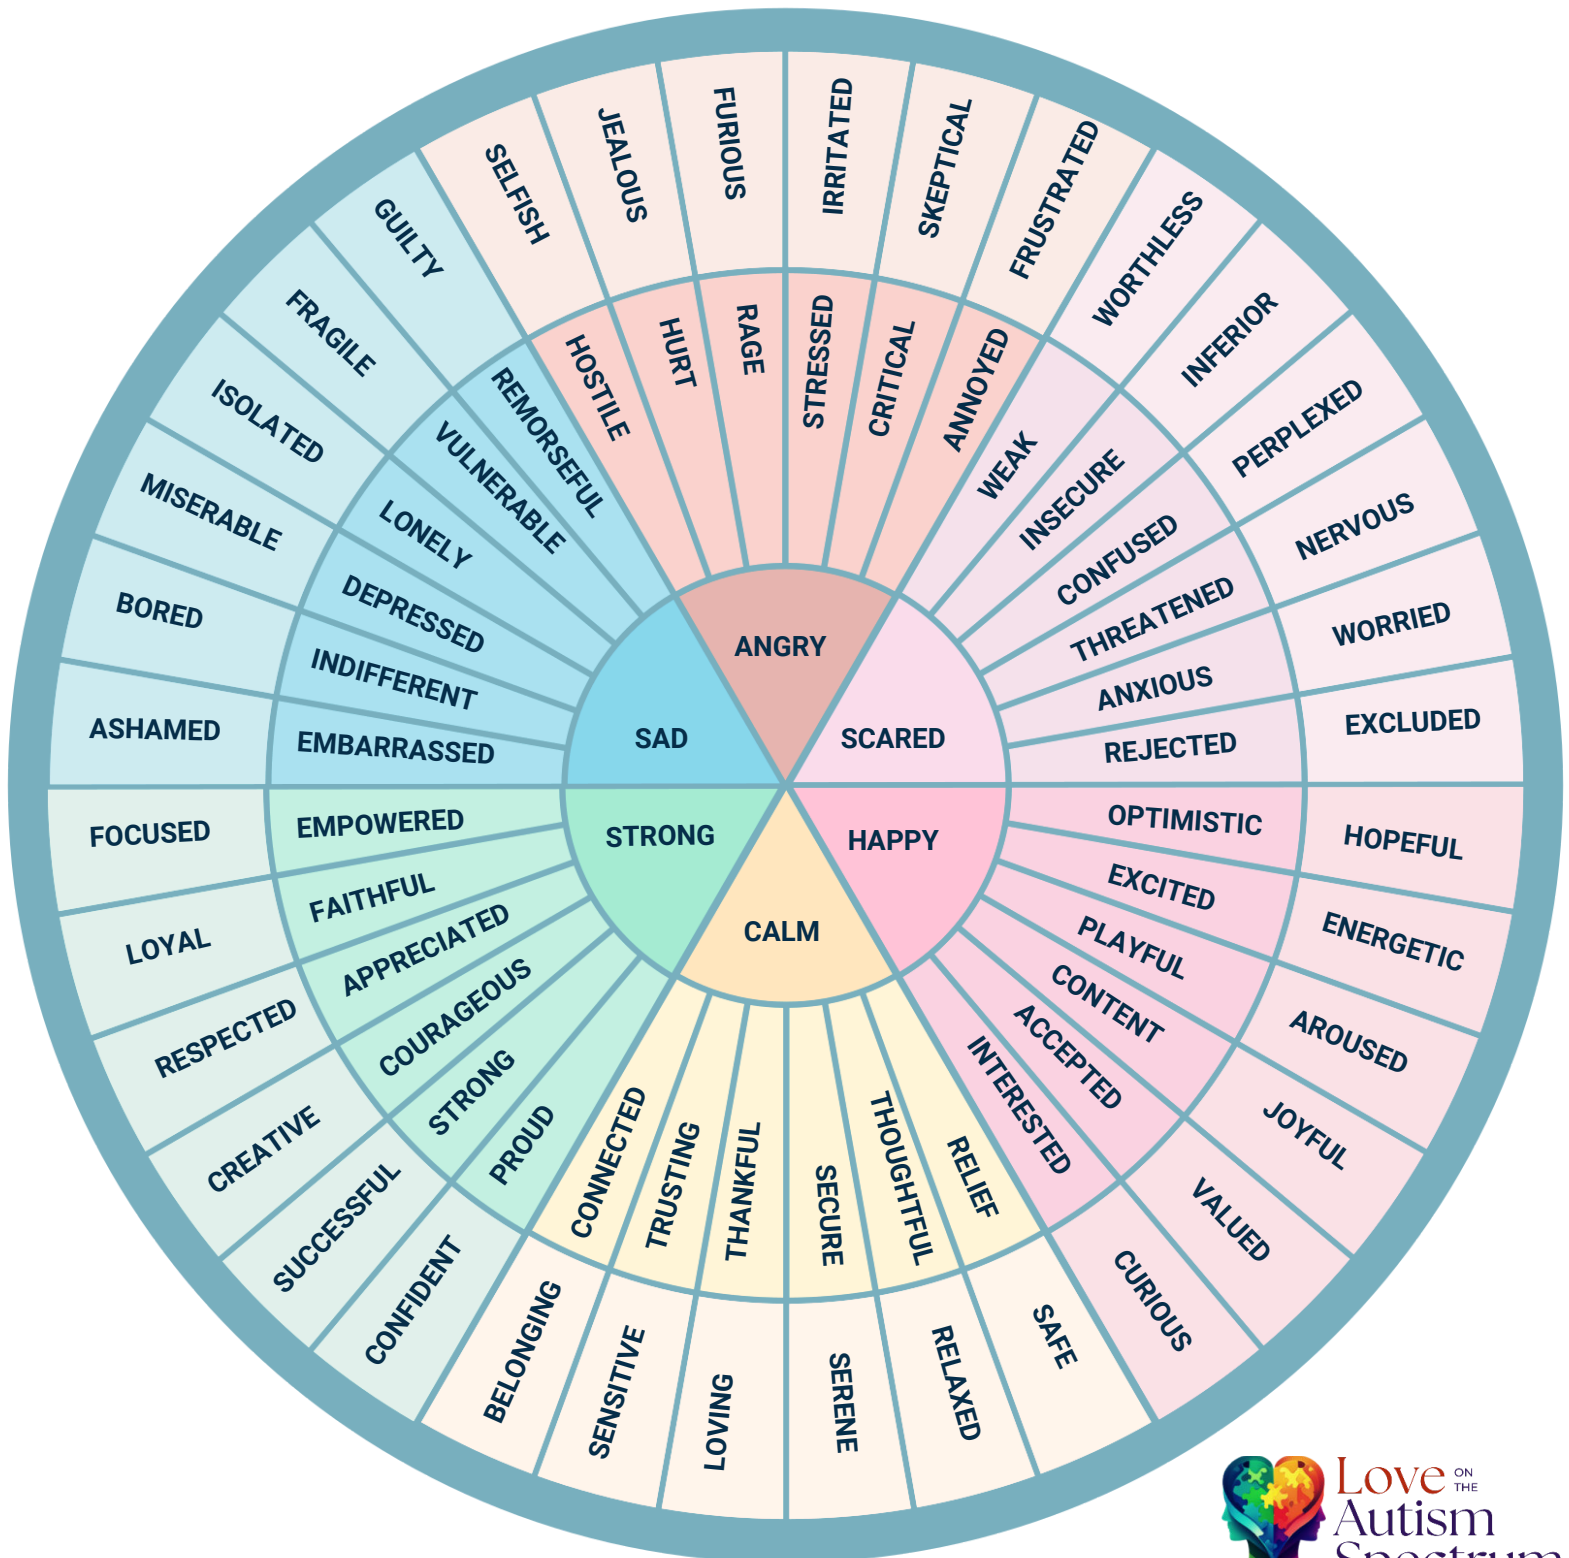 ANGRY
SCARED
HAPPY
CALM
STRONG
SAD
HOSTILE
HURT
RAGE
STRESSED
CRITICAL
ANNOYED
WEAK
INSECURE
CONFUSED
THREATENED
ANXIOUS
REJECTED
OPTIMISTIC
EXCITED
PLAYFUL
CONTENT
ACCEPTED
INTERESTED
RELIEF
THOUGHTFUL
SECURE
THANKFUL
TRUSTING
CONNECTED
PROUD
STRONG
COURAGEOUS
APPRECIATED
FAITHFUL
EMPOWERED
EMBARRASSED
INDIFFERENT
DEPRESSED
LONELY
VULNERABLE
REMORSEFUL
SELFISH
JEALOUS
FURIOUS
IRRITATED
SKEPTICAL
FRUSTRATED
WORTHLESS
INFERIOR
PERPLEXED
NERVOUS
WORRIED
EXCLUDED
HOPEFUL
ENERGETIC
AROUSED
JOYFUL
VALUED
CURIOUS
SAFE
RELAXED
SERENE
LOVING
SENSITIVE
BELONGING
CONFIDENT
SUCCESSFUL
CREATIVE
RESPECTED
LOYAL
FOCUSED
ASHAMED
BORED
MISERABLE
ISOLATED
FRAGILE
GUILTY
Love ON THE
Autism
Spectrum